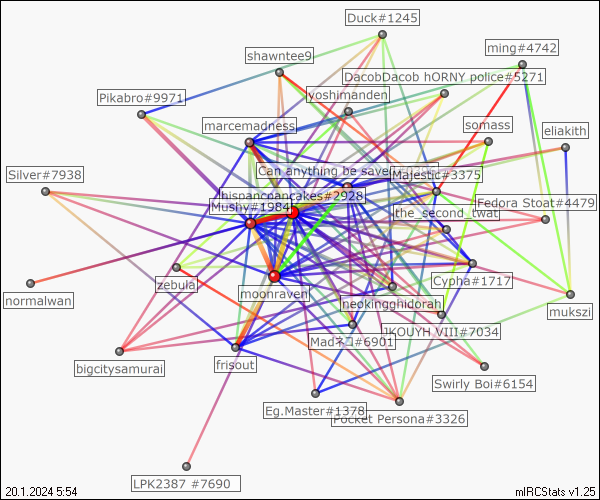 Duck#1245
shawntee9
ming#4742
DacobDacob hORNY police#5271
Pikabro#9971
yoshimanden
marcemadness
somass
eliakith
Can anything be save
Majestic#3375
Silver#7938
hispancpancakes#2928
Mushy#1984
Fedora Stoat#4479
the_second_twat
zebula
moonraven
Cypha#1717
normalwan
neokingghidorah
mukszi
Madネコ#6901
JKOUYH VIII#7034
bigcitysamurai
frisout
Swirly Boi#6154
Eg.Master#1378
Pocket Persona#3326
LPK2387 #7690
20.1.2024 5:54
mIRCStats v1.25